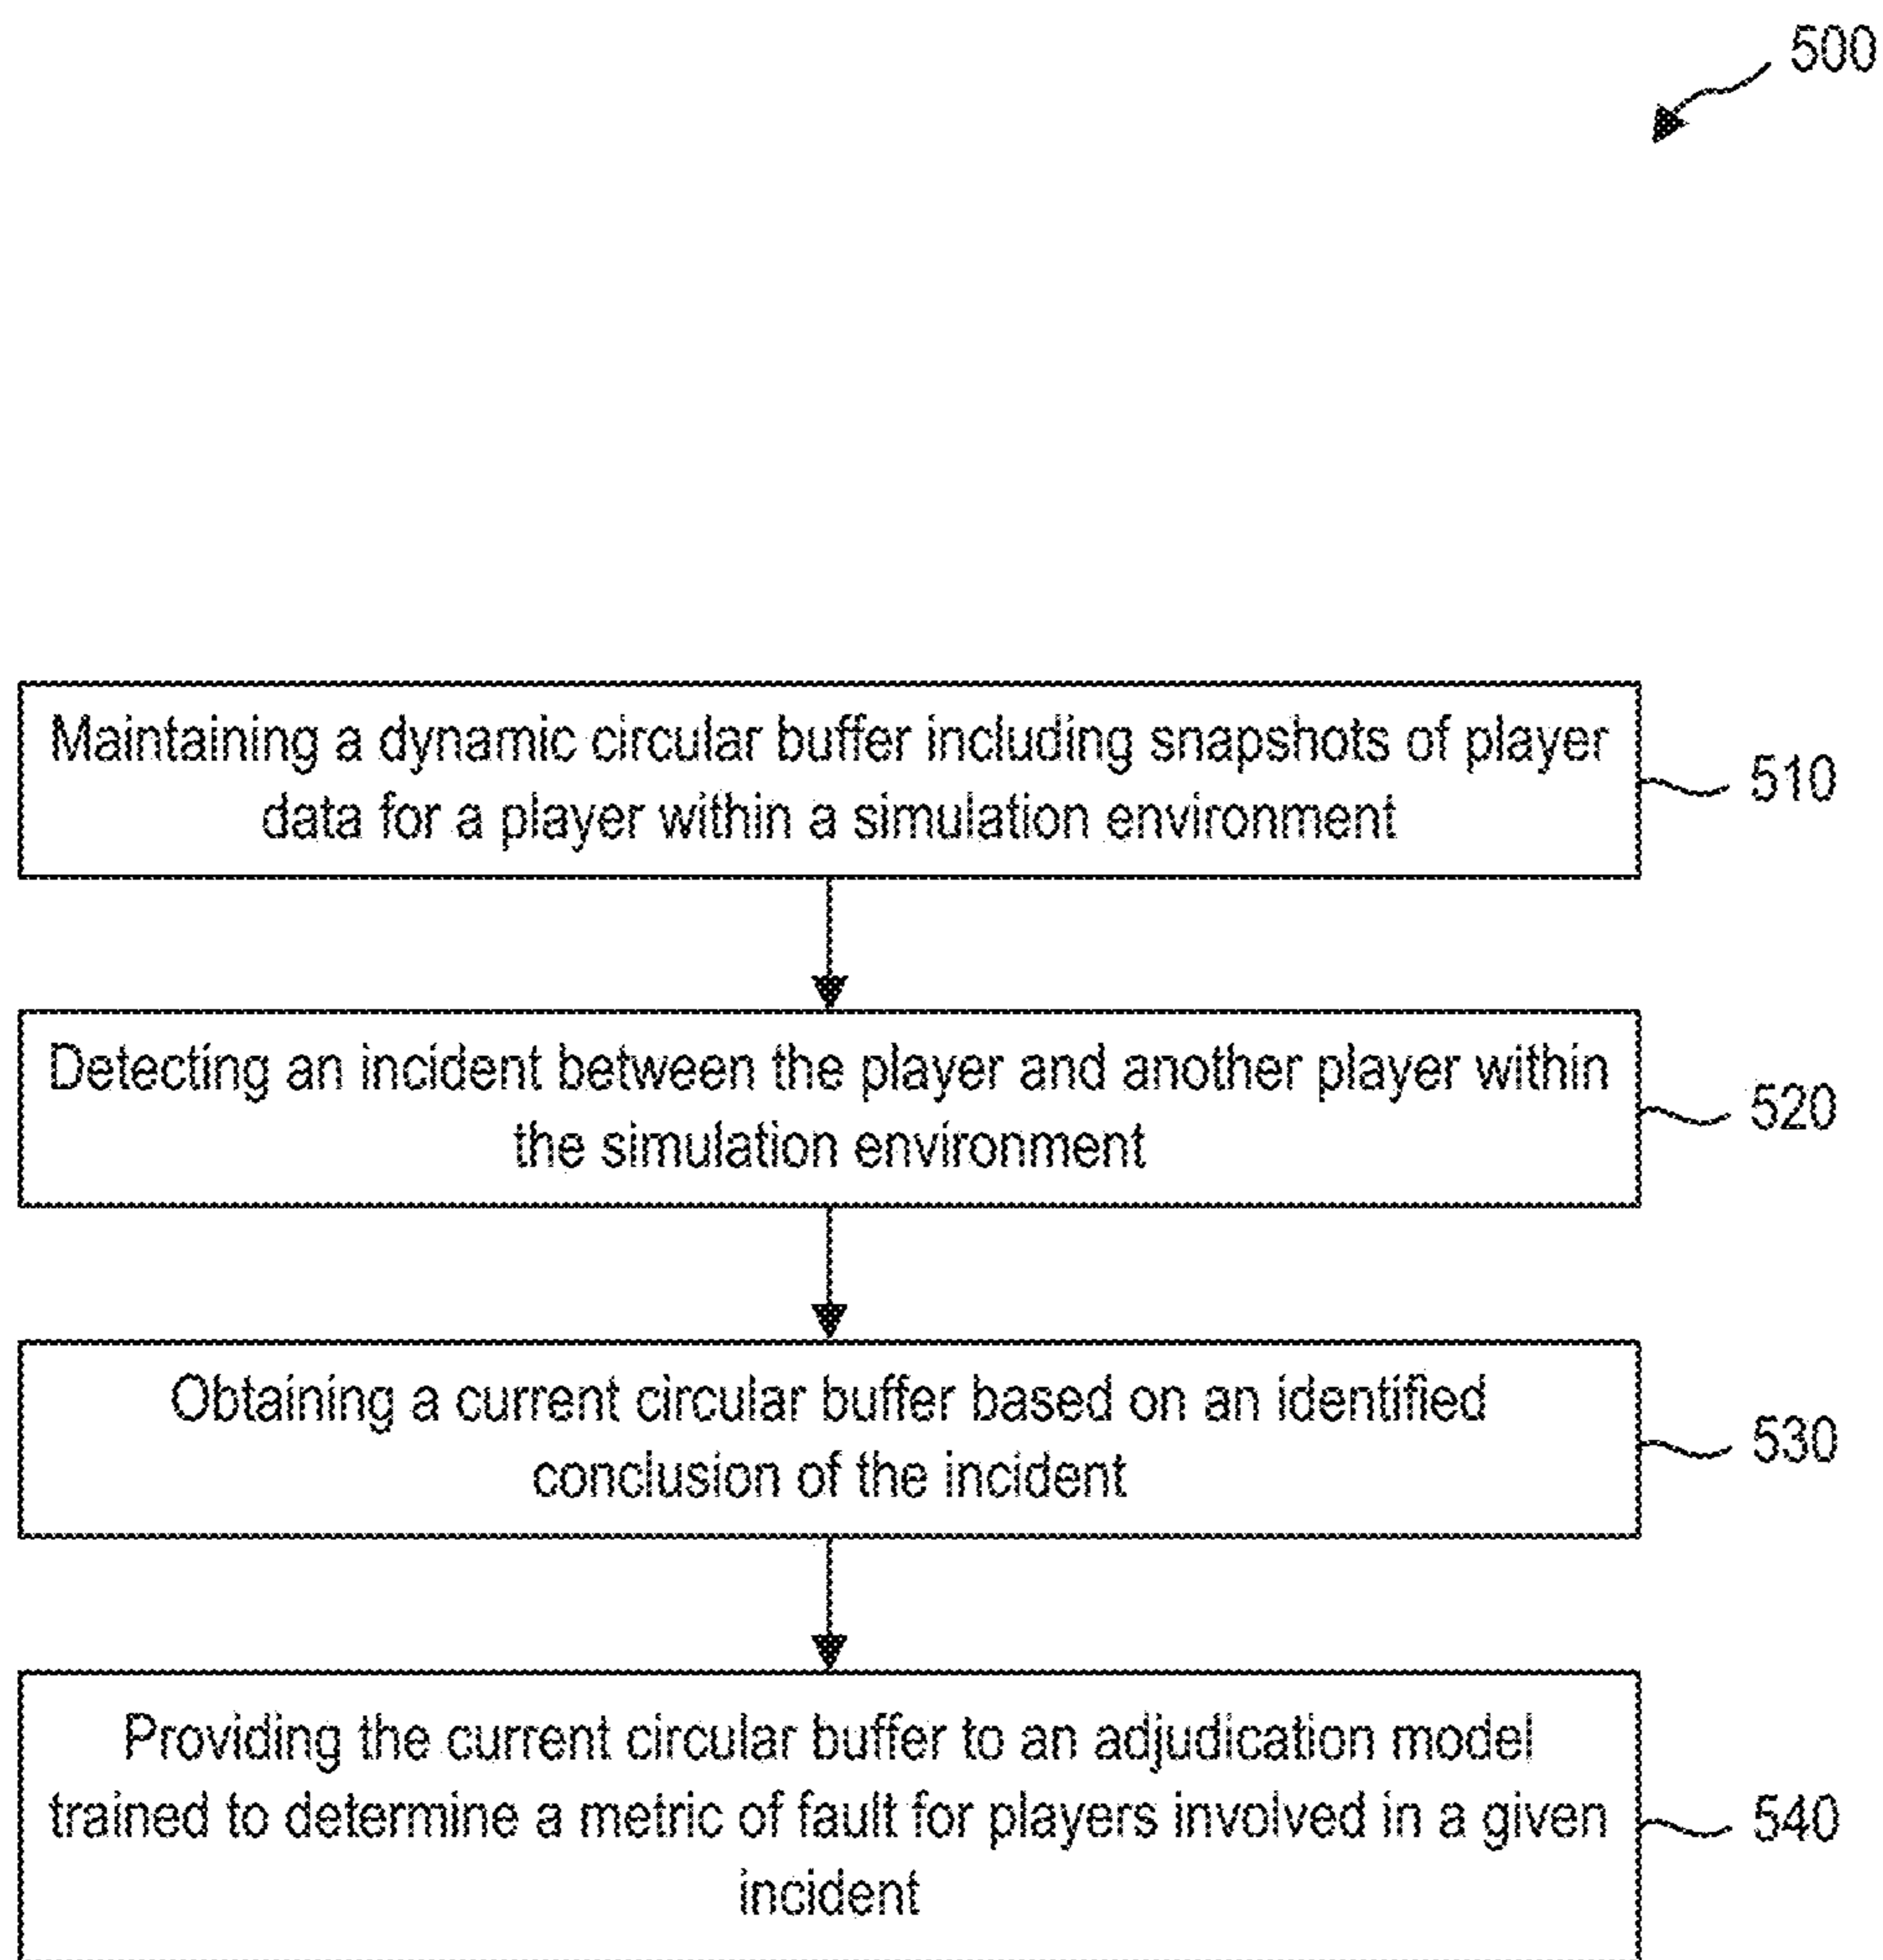 500
Maintaining a dynamic circular buffer including snapshots of player
data for a player within a simulation environment
510
Detecting an incident between the player and another player within
the simulation environment
520
Obtaining a current circular buffer based on an identified
conclusion of the incident
530
Providing the current circular buffer to an adjudication model
trained to determine a metric of fault for players involved in a given
incident
540